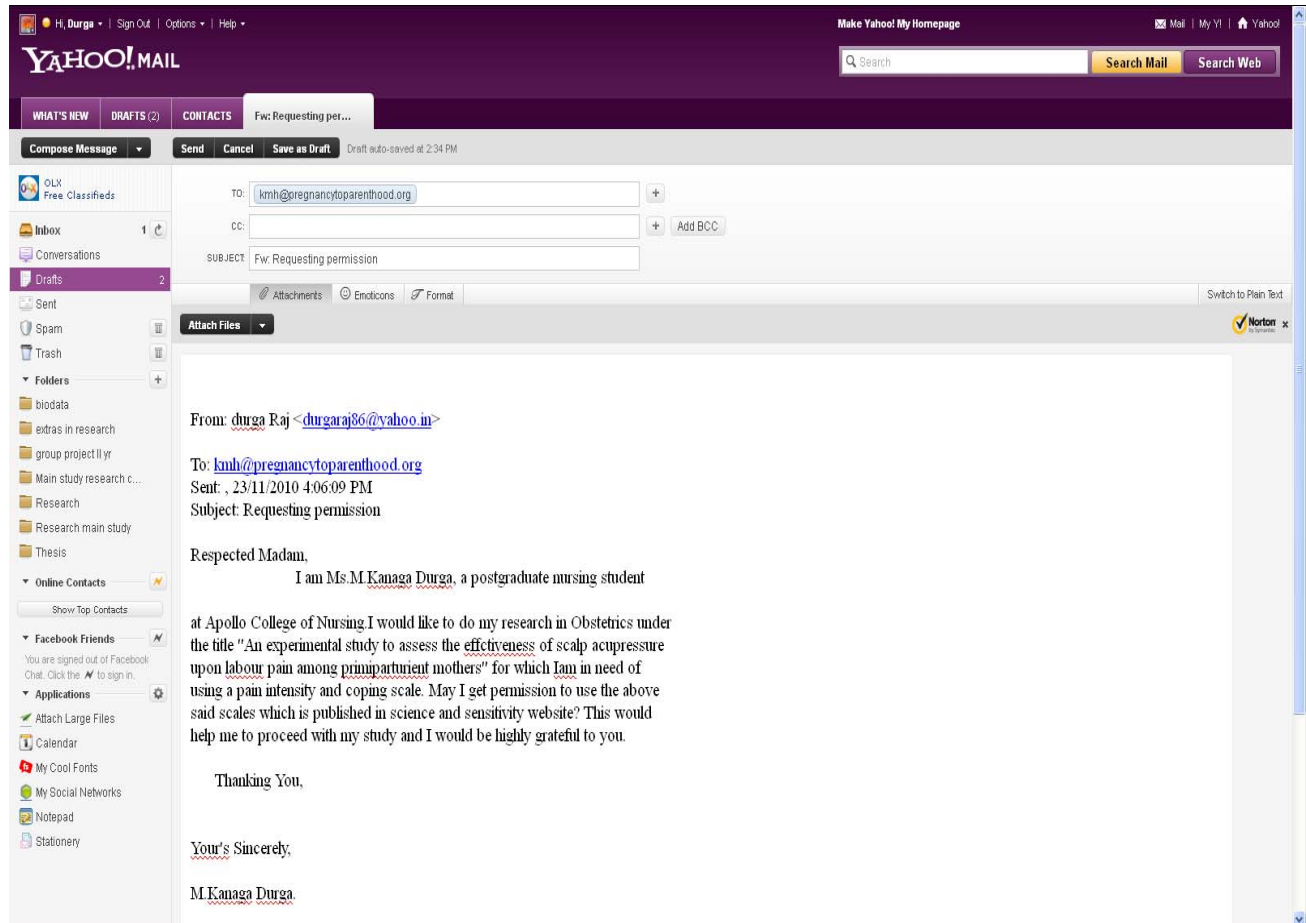 Hi, Durga | Sign Out | Options | Help
Make Yahoo! My Homepage
Mail | My Y! | Yahoo!
YAHOO! MAIL
Search
Search Mail
Search Web
WHAT'S NEW
DRAFTS (2)
CONTACTS
Fw: Requesting per...
Compose Message
Send
Cancel
Save as Draft
Draft auto-saved at 2:34 PM
OLX
Free Classifieds
TO: kmh@pregnancytoparenthood.org +
CC: + Add BCC
SUBJECT: Fw: Requesting permission
Inbox 1
Conversations
Drafts 2
Sent
Spam
Trash
Folders +
biodata
extras in research
group project II yr
Main study research c...
Research
Research main study
Thesis
Online Contacts
Show Top Contacts
Facebook Friends
You are signed out of Facebook
Chat. Click the to sign in.
Applications
Attach Large Files
Calendar
My Cool Fonts
My Social Networks
Notepad
Stationery
Attachments
Emoticons
Format
Switch to Plain Text
Attach Files
Norton x
by Symantec
From: durga Raj <durgaraj86@yahoo.in>
To: kmh@pregnancytoparenthood.org
Sent: , 23/11/2010 4:06:09 PM
Subject: Requesting permission
Respected Madam,
I am Ms.M.Kanaga Durga, a postgraduate nursing student
at Apollo College of Nursing.I would like to do my research in Obstetrics under
the title "An experimental study to assess the effctiveness of scalp acupressure
upon labour pain among primiparturient mothers" for which Iam in need of
using a pain intensity and coping scale. May I get permission to use the above
said scales which is published in science and sensitivity website? This would
help me to proceed with my study and I would be highly grateful to you.
Thanking You,
Your's Sincerely,
M.Kanaga Durga.